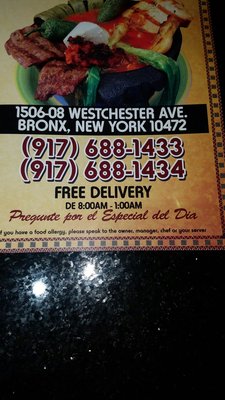 1506-08 WESTCHESTER AVE.
BRONX, NEW YORK 10472
(917) 688-1433
(917) 688-1434
FREE DELIVERY
DE 8:00AM - 1:00AM
Pregunte por el Especial del Dia
If you have a food allergy, please speak to the owner, manager, chef or your server